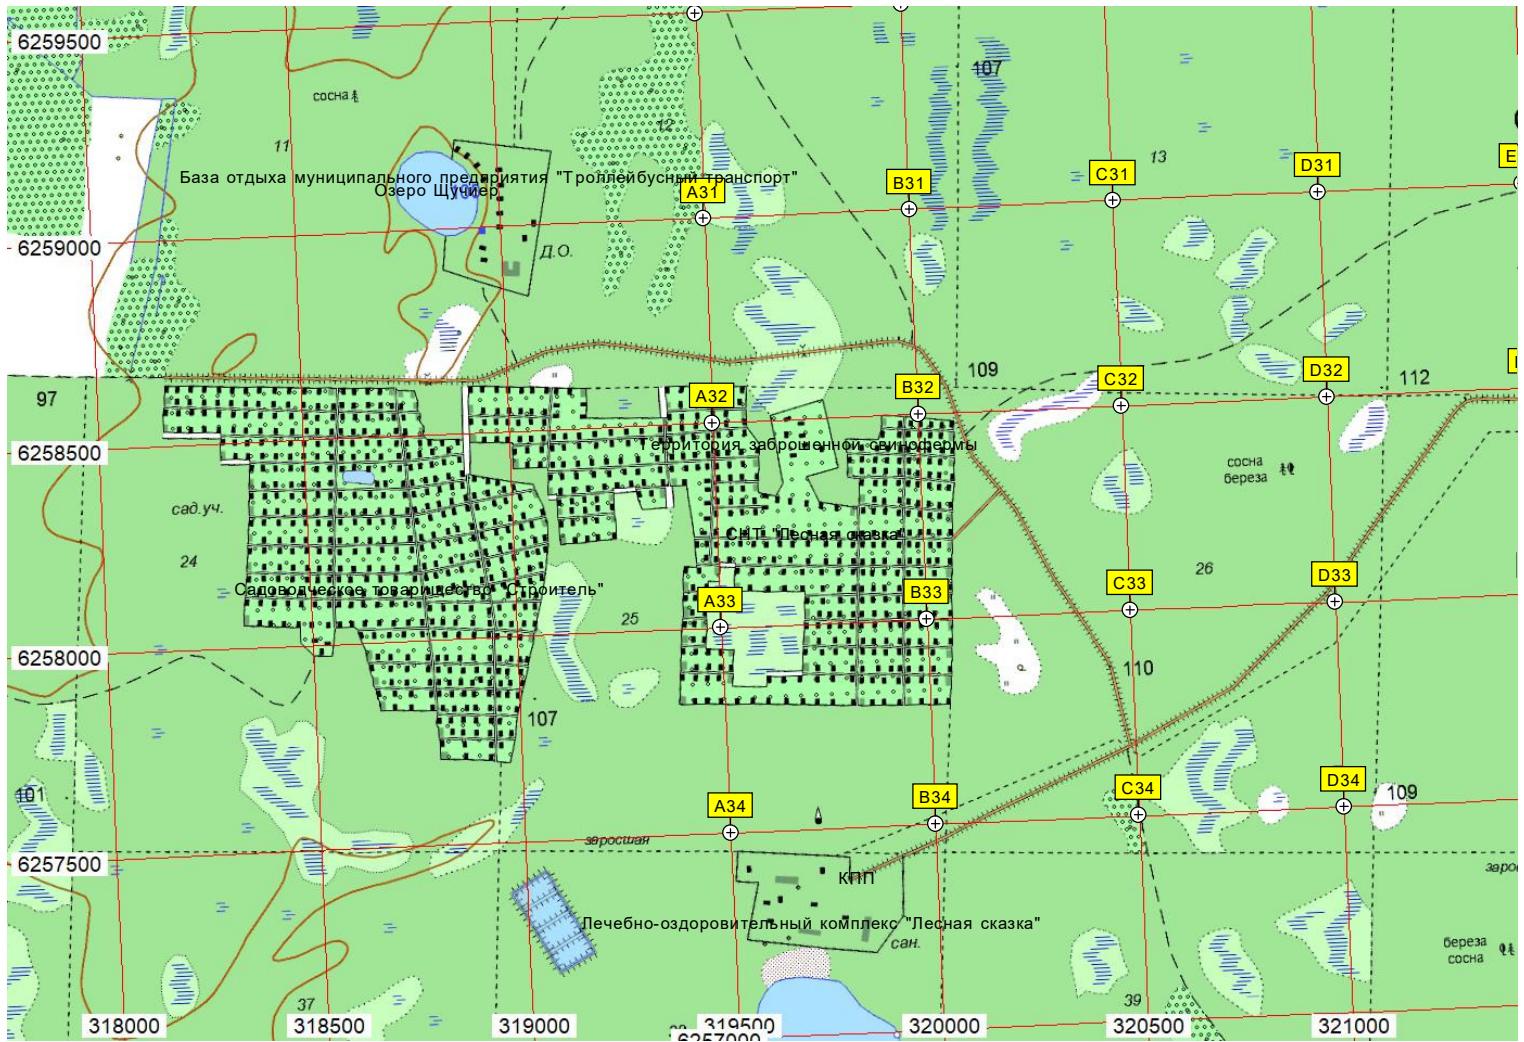 6259500
107
сосна
12
11
13
База отдыха муниципального предприятия "Троллейбусный транспорт"
Озеро Щучиер
A31
B31
C31
D31
E
6259000
Д.О.
97
109
112
A32
B32
C32
D32
6258500
Территория заброшенной свинофермы
сосна
береза
сад.уч.
24
СНТ "Лесная сказка"
26
Садоводческое товарищество "Строитель"
A33
B33
C33
D33
25
6258000
110
107
101
A34
B34
C34
D34
109
заросшая
6257500
КПП
Лечебно-оздоровительный комплекс "Лесная сказка"
сан.
береза
сосна
37
39
318000
318500
319000
319500
320000
320500
321000
6257000